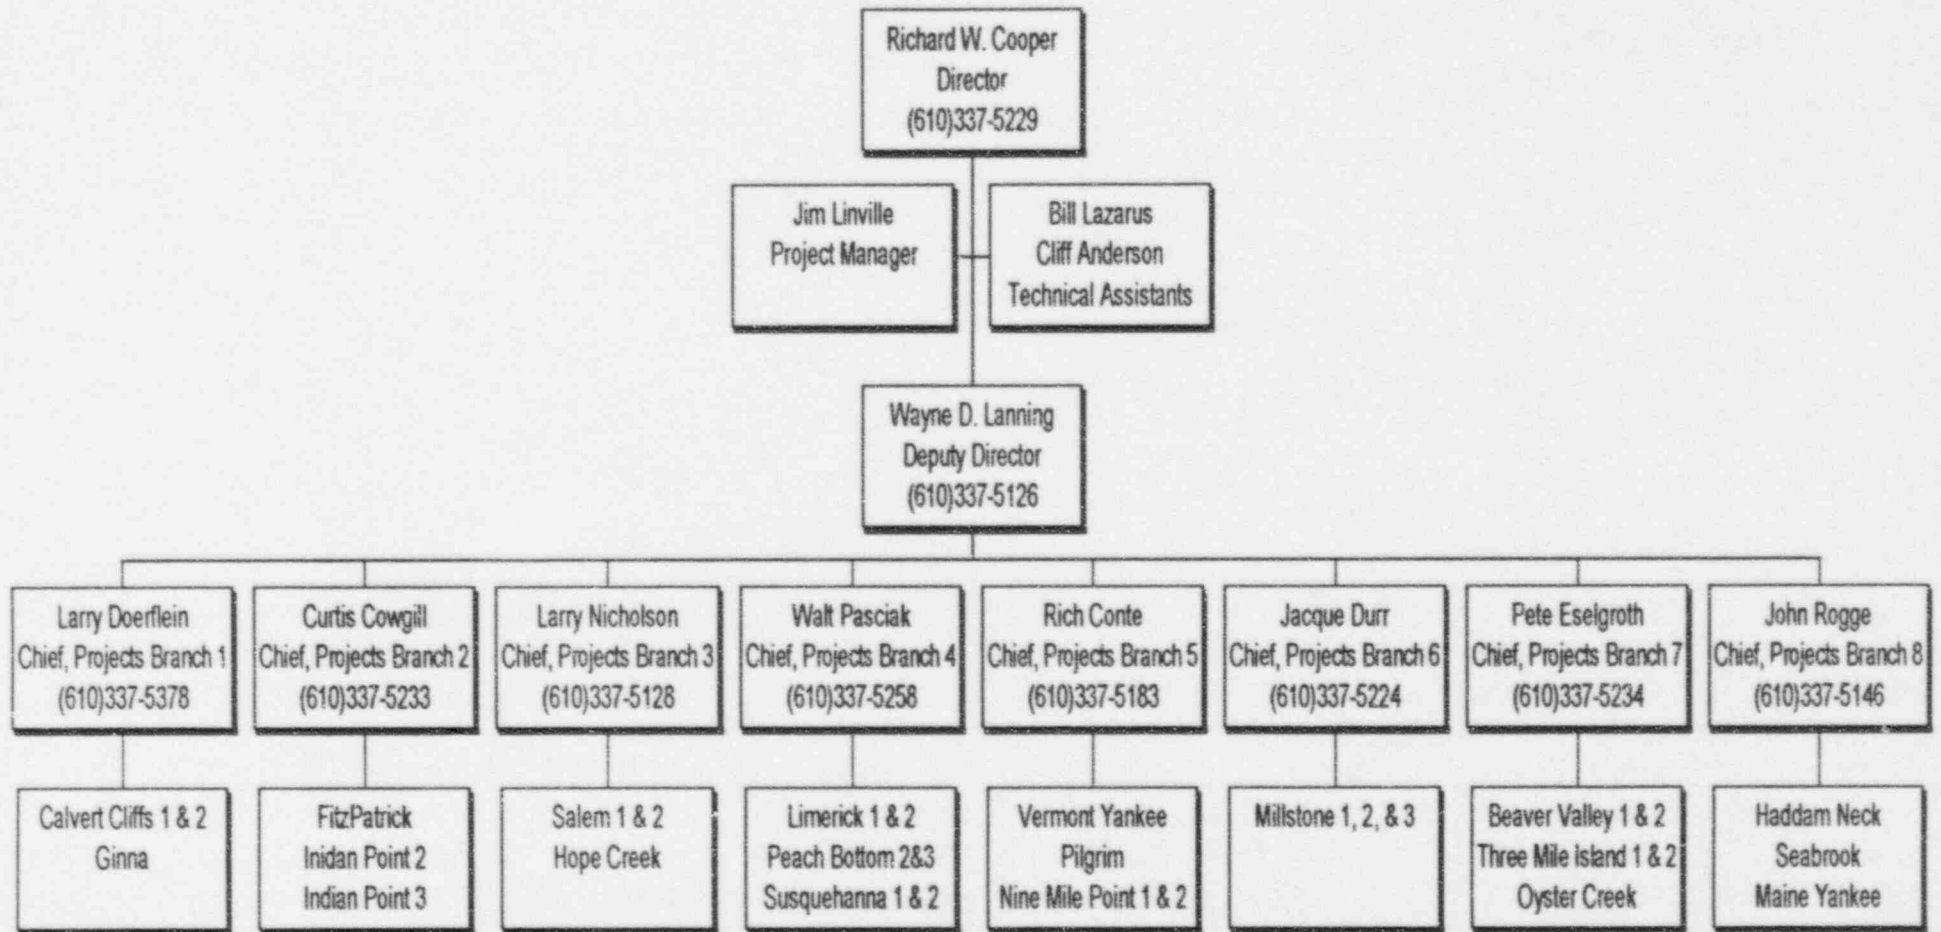 Richard W. Cooper
Director
(610)337-5229
Jim Linville
Project Manager
Bill Lazarus
Cliff Anderson
Technical Assistants
Wayne D. Lanning
Deputy Director
(610)337-5126
Larry Doerflein
Chief, Projects Branch 1
(610)337-5378
Curtis Cowgill
Chief, Projects Branch 2
(610)337-5233
Larry Nicholson
Chief, Projects Branch 3
(610)337-5128
Walt Pasciak
Chief, Projects Branch 4
(610)337-5258
Rich Conte
Chief, Projects Branch 5
(610)337-5183
Jacque Durr
Chief, Projects Branch 6
(610)337-5224
Pete Eselgroth
Chief, Projects Branch 7
(610)337-5234
John Rogge
Chief, Projects Branch 8
(610)337-5146
Calvert Cliffs 1 & 2
Ginna
FitzPatrick
Inidan Point 2
Indian Point 3
Salem 1 & 2
Hope Creek
Limerick 1 & 2
Peach Bottom 2&3
Susquehanna 1 & 2
Vermont Yankee
Pilgrim
Nine Mile Point 1 & 2
Millstone 1, 2, & 3
Beaver Valley 1 & 2
Three Mile Island 1 & 2
Oyster Creek
Haddam Neck
Seabrook
Maine Yankee